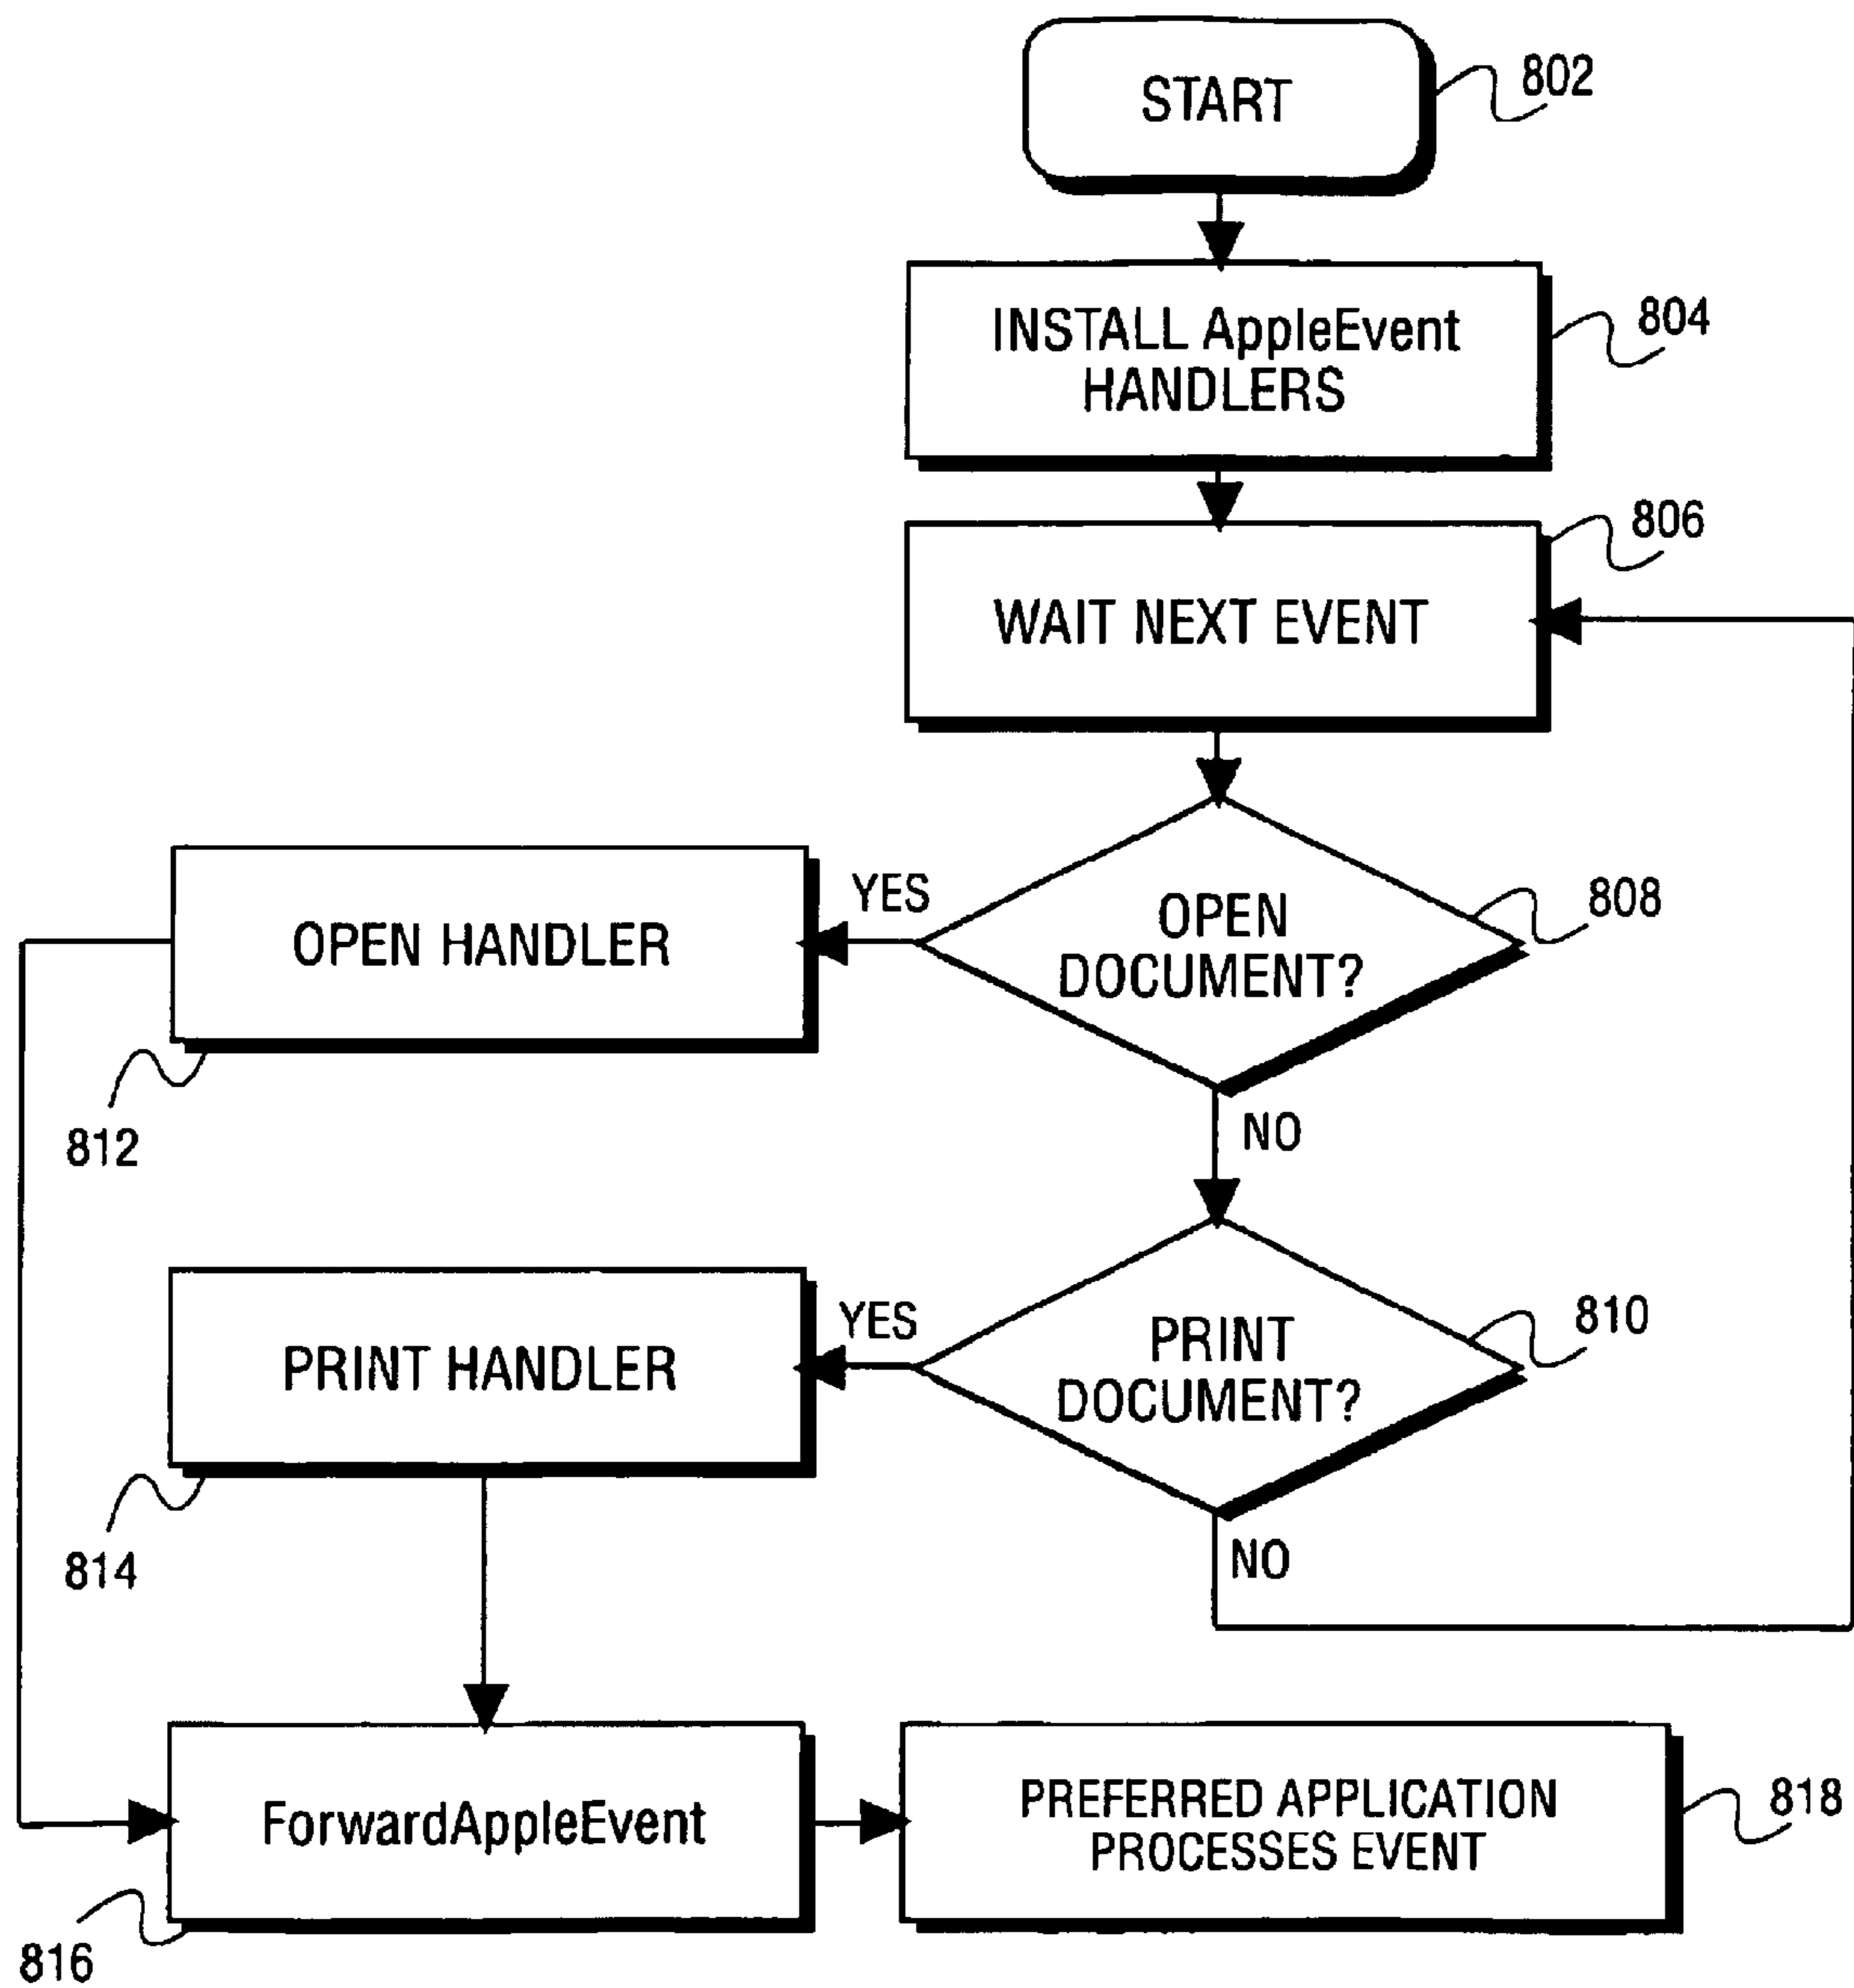 START
802
INSTALL AppleEvent
HANDLERS
804
WAIT NEXT EVENT
806
OPEN HANDLER
812
YES
OPEN
DOCUMENT?
808
NO
PRINT HANDLER
814
YES
PRINT
DOCUMENT?
810
NO
ForwardAppleEvent
816
PREFERRED APPLICATION
PROCESSES EVENT
818